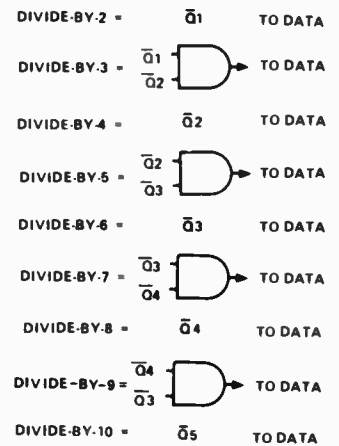 DIVIDE-BY-2 = Q̅1 TO DATA
Q̅1
DIVIDE-BY-3 = TO DATA
Q̅2
DIVIDE-BY-4 = Q̅2 TO DATA
Q̅2
DIVIDE-BY-5 = TO DATA
Q̅3
DIVIDE-BY-6 = Q̅3 TO DATA
Q̅3
DIVIDE-BY-7 = TO DATA
Q̅4
DIVIDE-BY-8 = Q̅4 TO DATA
Q̅4
DIVIDE-BY-9 = TO DATA
Q̅3
DIVIDE-BY-10 = Q̅5 TO DATA